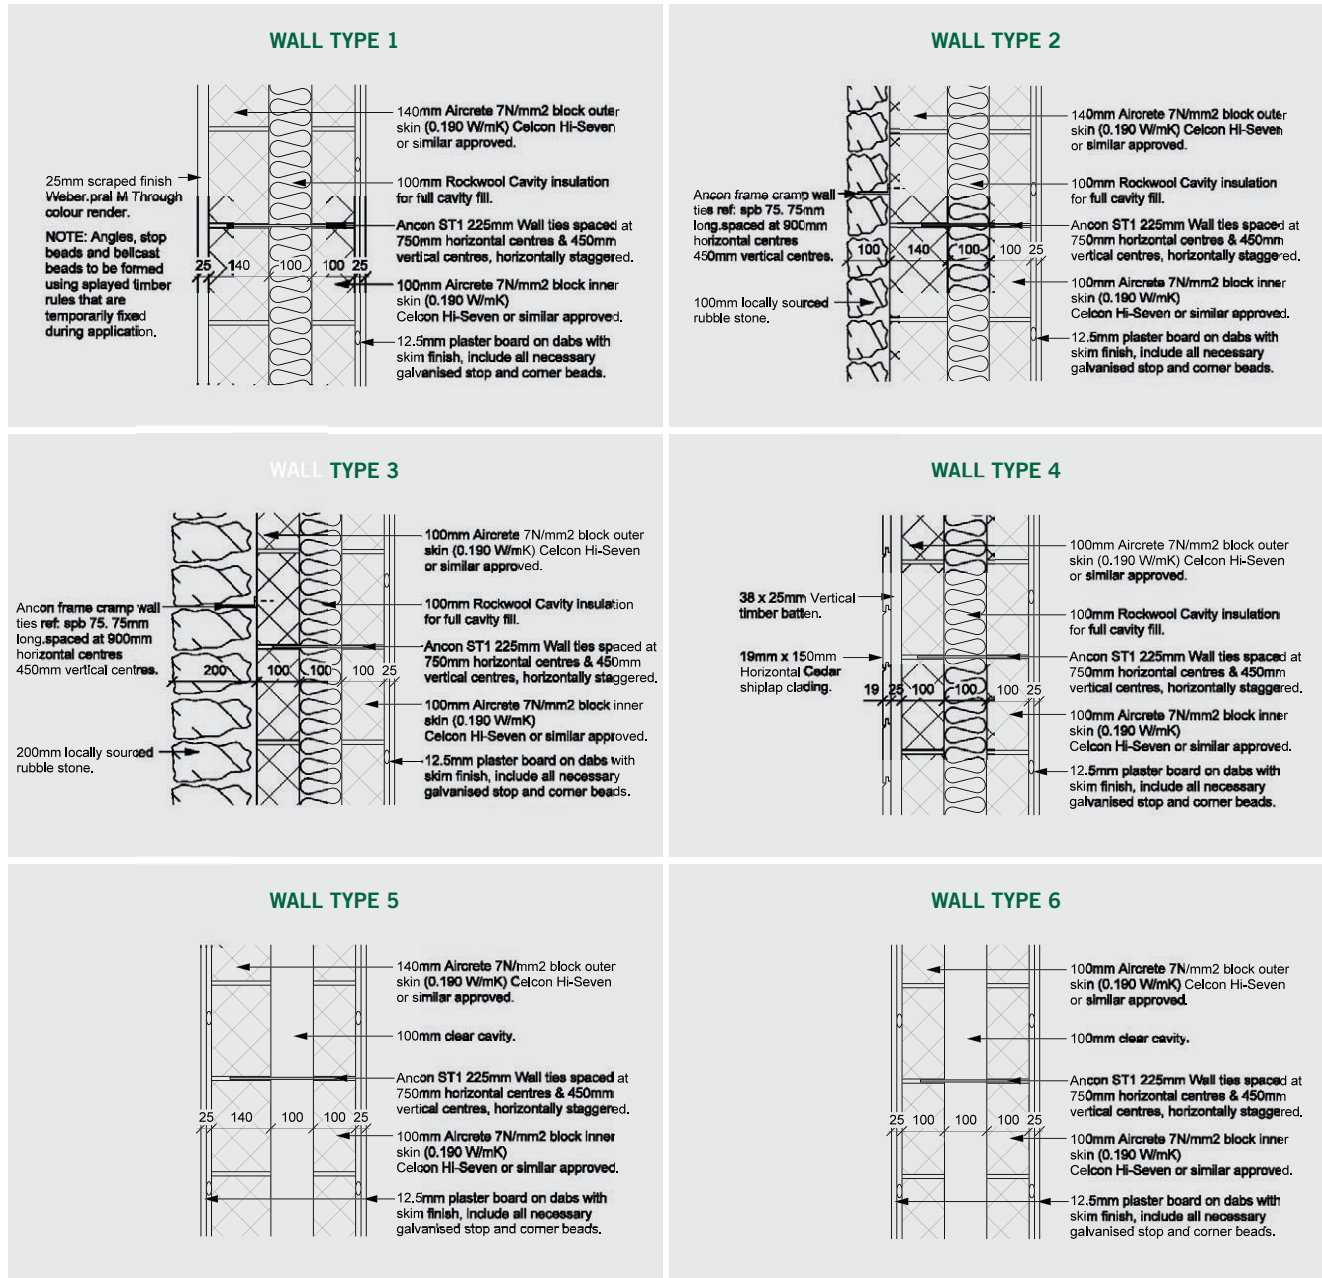 WALL TYPE 1
140mm Aircrete 7N/mm2 block outer
skin (0.190 W/mK) Celcon Hi-Seven
or similar approved.
25mm scraped finish
Weber.pral M Through
colour render.
100mm Rockwool Cavity insulation
for full cavity fill.
NOTE: Angles, stop
beads and bellcast
beads to be formed
using splayed timber
rules that are
temporarily fixed
during application.
Ancon ST1 225mm Wall ties spaced at
750mm horizontal centres & 450mm
vertical centres, horizontally staggered.
25 140 100 100 25
100mm Aircrete 7N/mm2 block inner
skin (0.190 W/mK)
Celcon Hi-Seven or similar approved.
12.5mm plaster board on dabs with
skim finish, include all necessary
galvanised stop and corner beads.
WALL TYPE 2
140mm Aircrete 7N/mm2 block outer
skin (0.190 W/mK) Celcon Hi-Seven
or similar approved.
Ancon frame cramp wall
ties ref: spb 75. 75mm
long.spaced at 900mm
horizontal centres
450mm vertical centres.
100mm Rockwool Cavity insulation
for full cavity fill.
Ancon ST1 225mm Wall ties spaced at
750mm horizontal centres & 450mm
vertical centres, horizontally staggered.
100 140 100 100 25
100mm locally sourced
rubble stone.
100mm Aircrete 7N/mm2 block inner
skin (0.190 W/mK)
Celcon Hi-Seven or similar approved.
12.5mm plaster board on dabs with
skim finish, include all necessary
galvanised stop and corner beads.
WALL TYPE 3
100mm Aircrete 7N/mm2 block outer
skin (0.190 W/mK) Celcon Hi-Seven
or similar approved.
Ancon frame cramp wall
ties ref: spb 75. 75mm
long.spaced at 900mm
horizontal centres
450mm vertical centres.
100mm Rockwool Cavity insulation
for full cavity fill.
Ancon ST1 225mm Wall ties spaced at
750mm horizontal centres & 450mm
vertical centres, horizontally staggered.
200 100 100 100 25
100mm Aircrete 7N/mm2 block inner
skin (0.190 W/mK)
Celcon Hi-Seven or similar approved.
200mm locally sourced
rubble stone.
12.5mm plaster board on dabs with
skim finish, include all necessary
galvanised stop and corner beads.
WALL TYPE 4
100mm Aircrete 7N/mm2 block outer
skin (0.190 W/mK) Celcon Hi-Seven
or similar approved.
38 x 25mm Vertical
timber batten.
100mm Rockwool Cavity insulation
for full cavity fill.
19mm x 150mm
Horizontal Cedar
shiplap clading.
Ancon ST1 225mm Wall ties spaced at
750mm horizontal centres & 450mm
vertical centres, horizontally staggered.
19 25 100 100 100 25
100mm Aircrete 7N/mm2 block inner
skin (0.190 W/mK)
Celcon Hi-Seven or similar approved.
12.5mm plaster board on dabs with
skim finish, include all necessary
galvanised stop and corner beads.
WALL TYPE 5
140mm Aircrete 7N/mm2 block outer
skin (0.190 W/mK) Celcon Hi-Seven
or similar approved.
100mm clear cavity.
Ancon ST1 225mm Wall ties spaced at
750mm horizontal centres & 450mm
vertical centres, horizontally staggered.
25 140 100 100 25
100mm Aircrete 7N/mm2 block inner
skin (0.190 W/mK)
Celcon Hi-Seven or similar approved.
12.5mm plaster board on dabs with
skim finish, include all necessary
galvanised stop and corner beads.
WALL TYPE 6
100mm Aircrete 7N/mm2 block outer
skin (0.190 W/mK) Celcon Hi-Seven
or similar approved.
100mm clear cavity.
Ancon ST1 225mm Wall ties spaced at
750mm horizontal centres & 450mm
vertical centres, horizontally staggered.
25 100 100 100 25
100mm Aircrete 7N/mm2 block inner
skin (0.190 W/mK)
Celcon Hi-Seven or similar approved.
12.5mm plaster board on dabs with
skim finish, include all necessary
galvanised stop and corner beads.